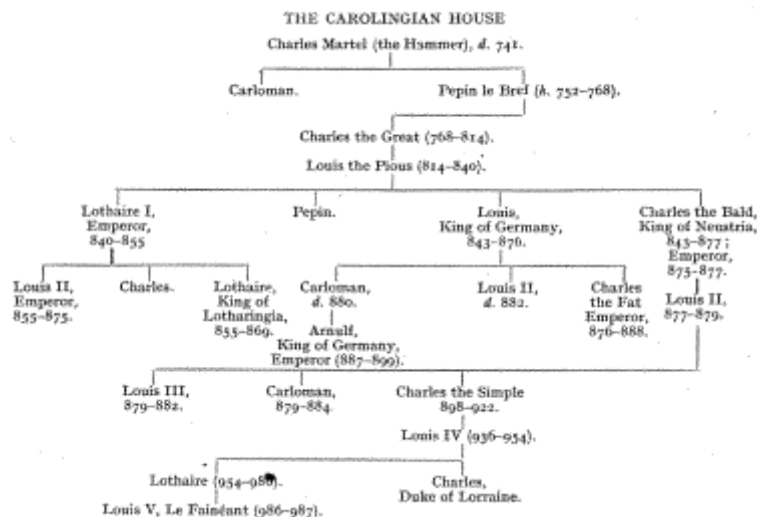 THE CAROLINGIAN HOUSE
Charles Martel (the Hammer), d. 741.
Carloman.
Pepin le Bref (h. 752–768).
Charles the Great (768–814).
Louis the Pious (814–840).
Lothaire I,
Emperor,
840–855
Pepin.
Louis,
King of Germany,
843–876.
Charles the Bald,
King of Neustria,
843–877;
Emperor,
875–877.
Louis II,
Emperor,
855–875.
Charles.
Lothaire,
King of
Lotharingia,
855–869.
Carloman,
d. 880.
Louis II,
d. 882.
Charles
the Fat
Emperor,
876–888.
Louis II,
877–879.
Arnulf,
King of Germany,
Emperor (887–899).
Louis III,
879–882.
Carloman,
879–884.
Charles the Simple
898–922.
Louis IV (936–954).
Lothaire (954–
Charles,
Duke of Lorraine.
Louis V, Le Fainéant (986–987).